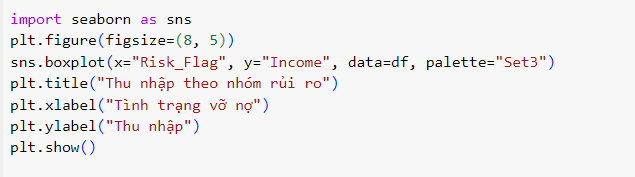 import seaborn as sns
plt.figure(figsize=(8, 5))
sns.boxplot(x="Risk_Flag", y="Income", data=df, palette="Set3")
plt.title("Thu nhập theo nhóm rủi ro")
plt.xlabel("Tình trạng vỡ nợ")
plt.ylabel("Thu nhập")
plt.show()